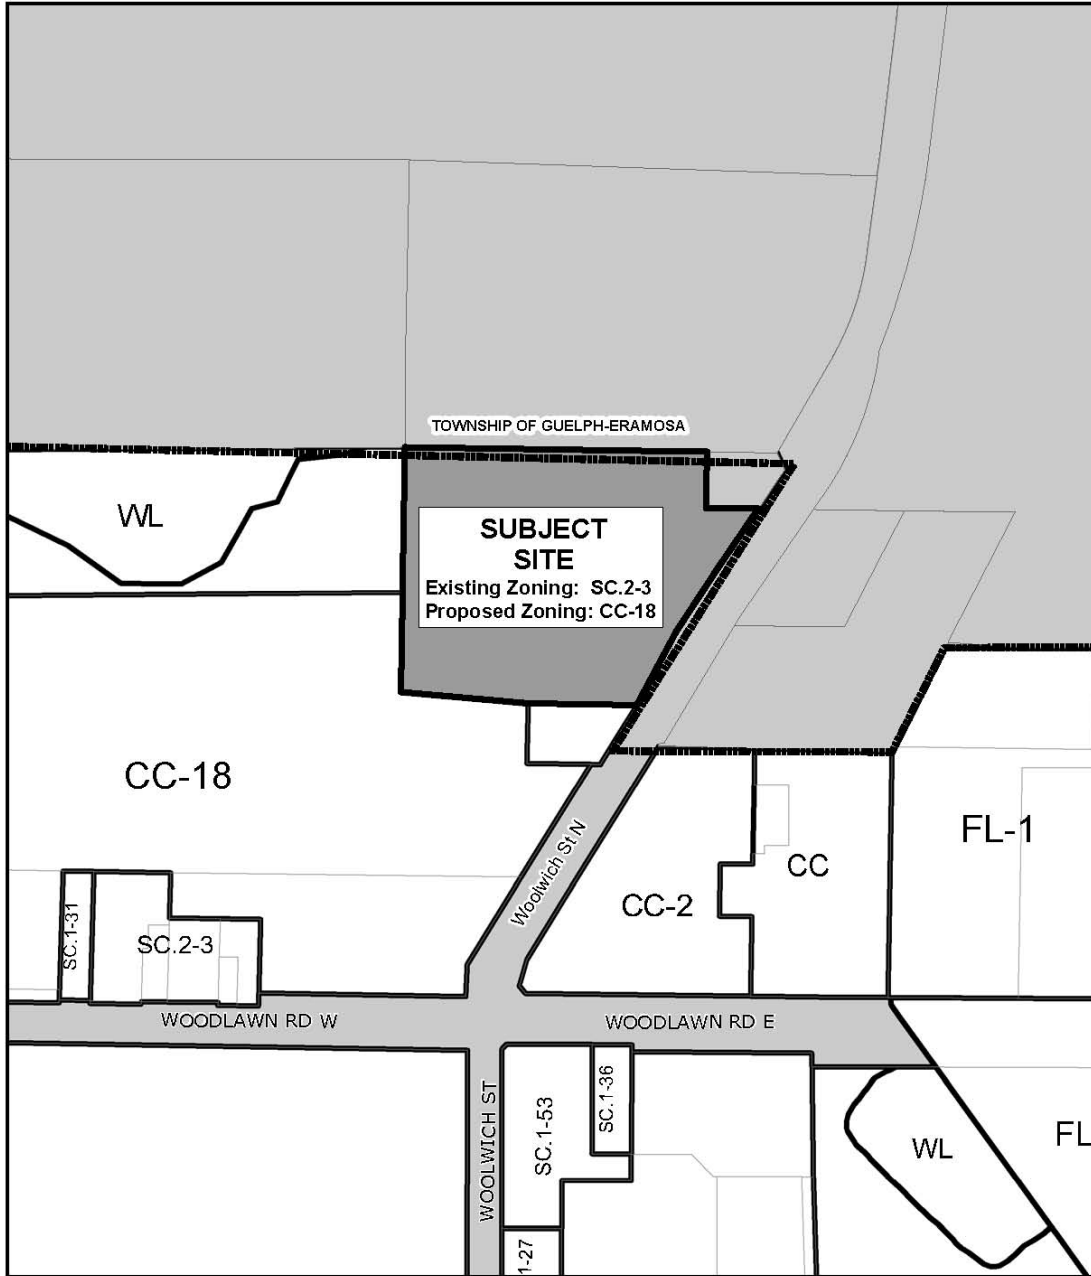 TOWNSHIP OF GUELPH-ERAMOSA
WL
SUBJECT
SITE
Existing Zoning: SC.2-3
Proposed Zoning: CC-18
CC-18
Woolwich St N
CC-2
CC
FL-1
SC.1-31
SC.2-3
WOODLAWN RD W
WOODLAWN RD E
WOOLWICH ST
SC.1-53
SC.1-36
WL
FL
1-27